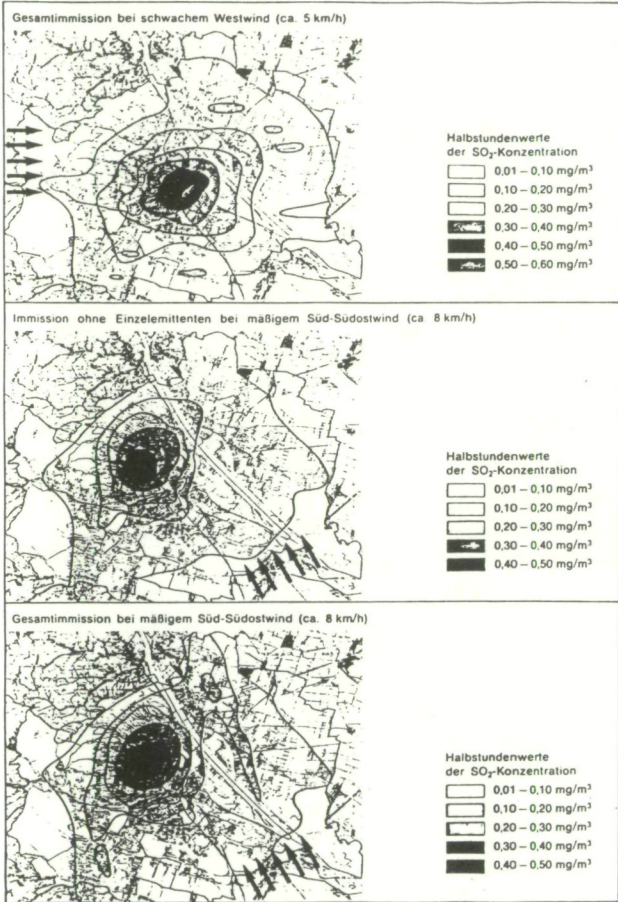 Gesamtimmission bei schwachem Westwind (ca. 5 km/h)
Halbstundenwerte
der SO₂-Konzentration
0,01 – 0,10 mg/m³
0,10 – 0,20 mg/m³
0,20 – 0,30 mg/m³
0,30 – 0,40 mg/m³
0,40 – 0,50 mg/m³
0,50 – 0,60 mg/m³
Immission ohne Einzelemittenten bei mäßigem Süd-Südostwind (ca. 8 km/h)
Halbstundenwerte
der SO₂-Konzentration
0,01 – 0,10 mg/m³
0,10 – 0,20 mg/m³
0,20 – 0,30 mg/m³
0,30 – 0,40 mg/m³
0,40 – 0,50 mg/m³
Gesamtimmission bei mäßigem Süd-Südostwind (ca. 8 km/h)
Halbstundenwerte
der SO₂-Konzentration
0,01 – 0,10 mg/m³
0,10 – 0,20 mg/m³
0,20 – 0,30 mg/m³
0,30 – 0,40 mg/m³
0,40 – 0,50 mg/m³